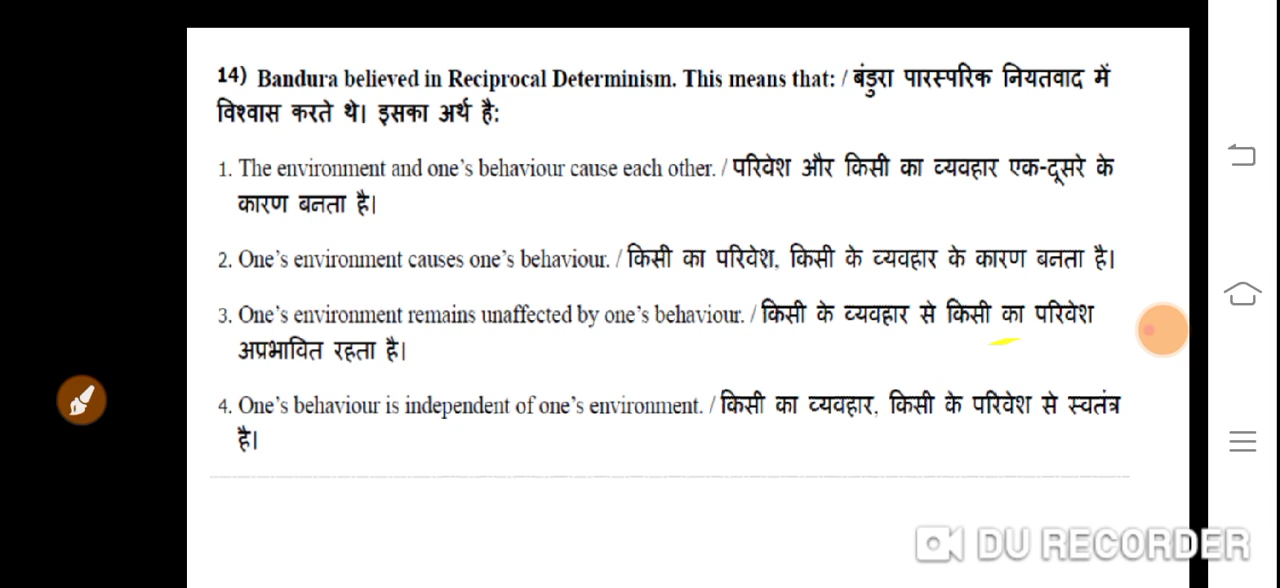 14) Bandura believed in Reciprocal Determinism. This means that: / बंडुरा पारस्परिक नियतवाद में
विश्वास करते थे। इसका अर्थ है:
1. The environment and one's behaviour cause each other. / परिवेश और किसी का व्यवहार एक-दूसरे के
कारण बनता है।
2. One's environment causes one's behaviour. / किसी का परिवेश, किसी के व्यवहार के कारण बनता है।
3. One's environment remains unaffected by one's behaviour. / किसी के व्यवहार से किसी का परिवेश
अप्रभावित रहता है।
4. One's behaviour is independent of one's environment. / किसी का व्यवहार, किसी के परिवेश से स्वतंत्र
है।
DU RECORDER